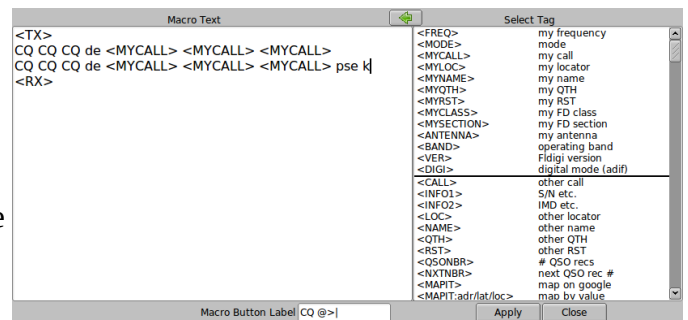 Macro Text
Select Tag
<TX>
CQ CQ CQ de <MYCALL> <MYCALL> <MYCALL>
CQ CQ CQ de <MYCALL> <MYCALL> <MYCALL> pse k
<RX>
<FREQ> my frequency
<MODE> mode
<MYCALL> my call
<MYLOC> my locator
<MYNAME> my name
<MYQTH> my QTH
<MYRST> my RST
<MYCLASS> my FD class
<MYSECTION> my FD section
<ANTENNA> my antenna
<BAND> operating band
<VER> Fldigi version
<DIGI> digital mode (adif)
<CALL> other call
<INFO1> S/N etc.
<INFO2> IMD etc.
<LOC> other locator
<NAME> other name
<QTH> other QTH
<RST> other RST
<QSONBR> # QSO recs
<NXTNBR> next QSO rec #
<MAPIT> map on google
<MAPIT:adr/lat/loc> map by value
e
Macro Button Label CQ @>|
Apply Close